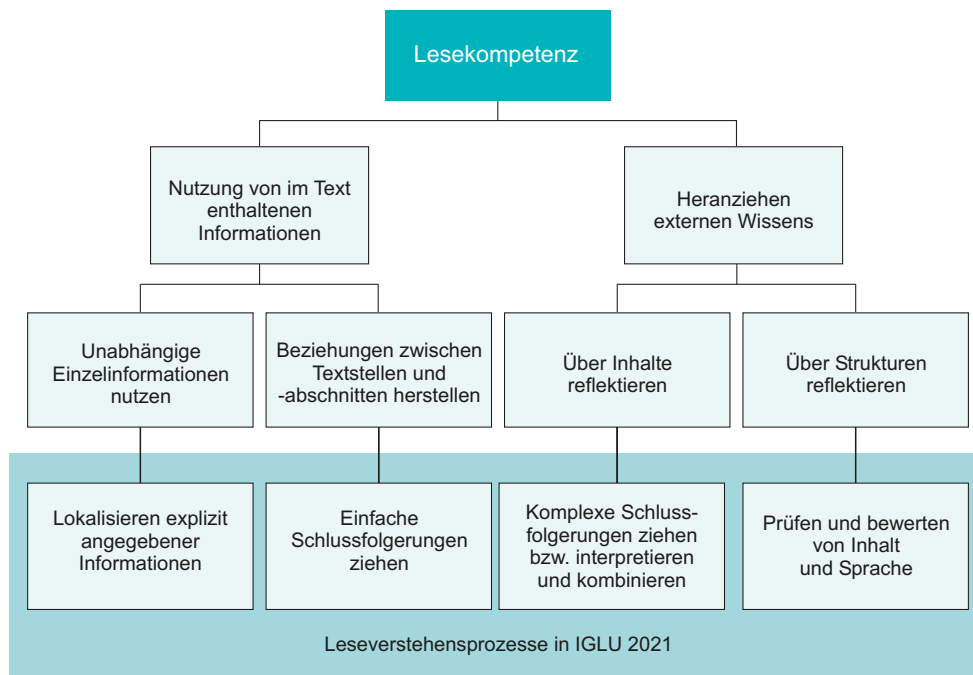 Lesekompetenz
Nutzung von im Text
enthaltenen
Informationen
Heranziehen
externen Wissens
Unabhängige
Einzelinformationen
nutzen
Beziehungen zwischen
Textstellen und
-abschnitten herstellen
Über Inhalte
reflektieren
Über Strukturen
reflektieren
Lokalisieren explizit
angegebener
Informationen
Einfache
Schlussfolgerungen
ziehen
Komplexe Schluss-
folgerungen ziehen
bzw. interpretieren
und kombinieren
Prüfen und bewerten
von Inhalt
und Sprache
Leseverstehensprozesse in IGLU 2021